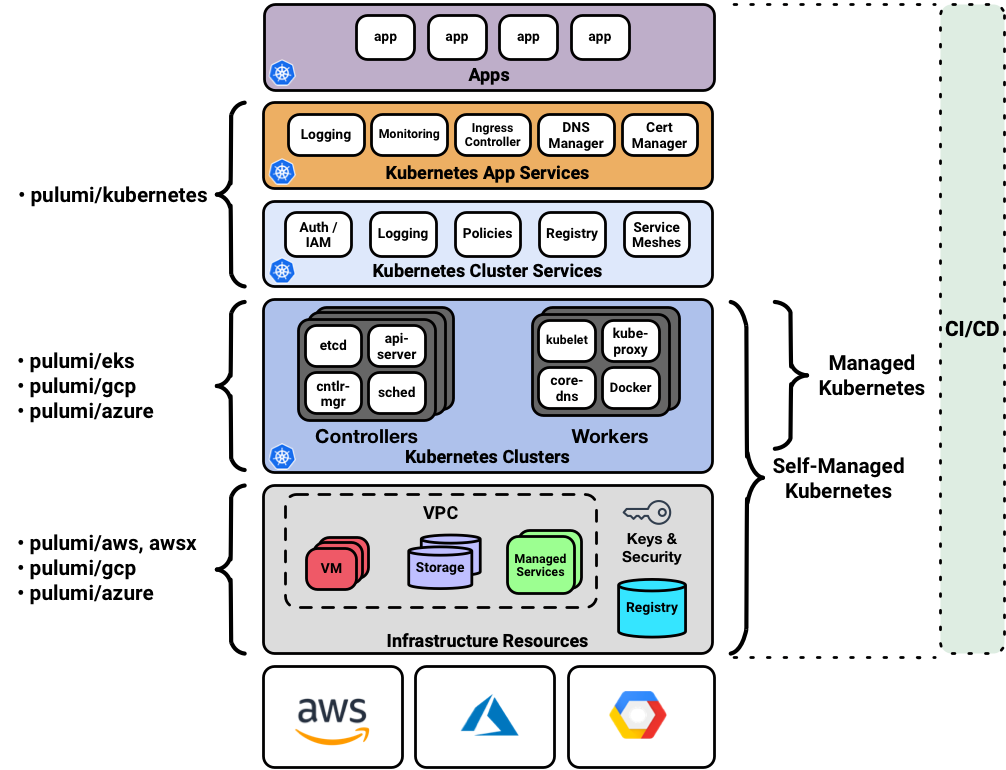 app
app
app
app
Apps
Logging
Monitoring
Ingress
Controller
DNS
Manager
Cert
Manager
Kubernetes App Services
• pulumi/kubernetes
Auth /
IAM
Logging
Policies
Registry
Service
Meshes
Kubernetes Cluster Services
• pulumi/eks
• pulumi/gcp
• pulumi/azure
etcd
api-
server
cntlr-
mgr
sched
Controllers
kubelet
kube-
proxy
core-
dns
Docker
Workers
Kubernetes Clusters
Managed
Kubernetes
Self-Managed
Kubernetes
CI/CD
• pulumi/aws, awsx
• pulumi/gcp
• pulumi/azure
VPC
VM
Storage
Managed
Services
Keys &
Security
Registry
Infrastructure Resources
aws